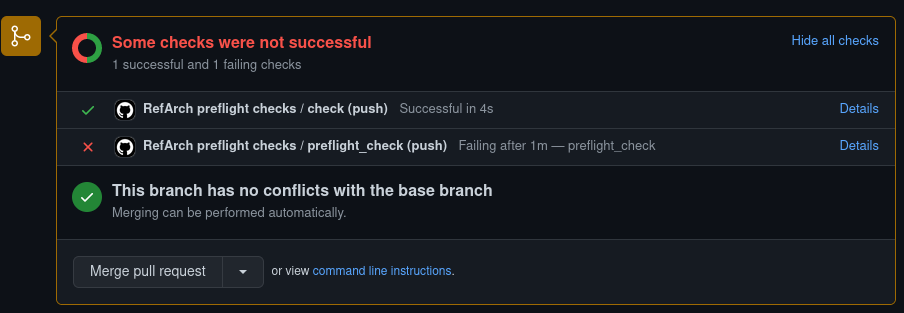 Some checks were not successful
Hide all checks
1 successful and 1 failing checks
RefArch preflight checks / check (push) Successful in 4s Details
RefArch preflight checks / preflight_check (push) Failing after 1m — preflight_check Details
This branch has no conflicts with the base branch
Merging can be performed automatically.
Merge pull request or view command line instructions.